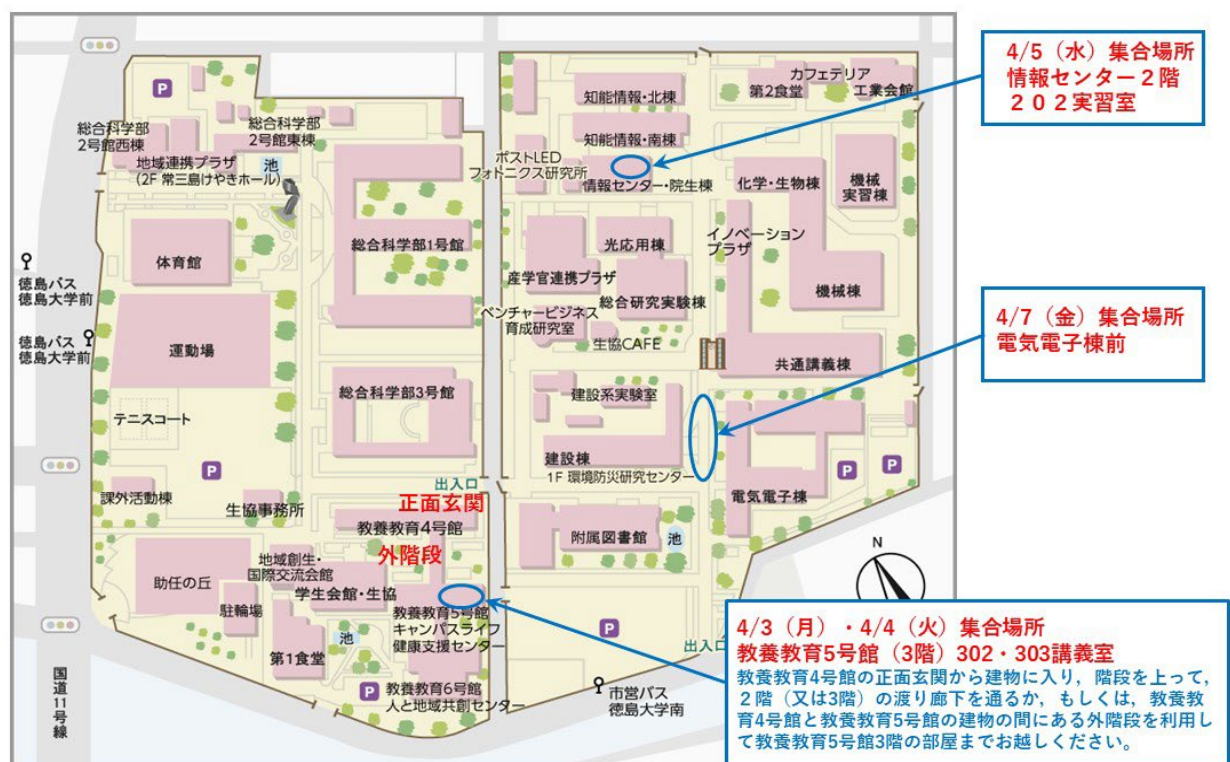 4/5（水）集合場所
情報センター２階
２０２実習室
4/7（金）集合場所
電気電子棟前
4/3（月）・4/4（火）集合場所
教養教育5号館（3階）302・303講義室
教養教育4号館の正面玄関から建物に入り，階段を上って，
２階（又は3階）の渡り廊下を通るか，もしくは，教養教
育4号館と教養教育5号館の建物の間にある外階段を利用し
て教養教育5号館3階の部屋までお越しください。
P
総合科学部
2号館西棟
総合科学部
2号館東棟
地域連携プラザ
(2F 常三島けやきホール)
池
体育館
総合科学部1号館
徳島バス
徳島大学前
徳島バス
徳島大学前
運動場
総合科学部3号館
テニスコート
P
課外活動棟
生協事務所
出入口
正面玄関
教養教育4号館
外階段
助任の丘
地域創生・
国際交流会館
学生会館・生協
駐輪場
第1食堂
池
教養教育5号館
キャンパスライフ
健康支援センター
P
教養教育6号館
人と地域共創センター
国道11号線
知能情報・北棟
知能情報・南棟
ポストLED
フォトニクス研究所
情報センター・院生棟
カフェテリア
第2食堂
工業会館
化学・生物棟
機械
実習棟
イノベーション
プラザ
光応用棟
産学官連携プラザ
総合研究実験棟
機械棟
ベンチャービジネス
育成研究室
生協CAFE
共通講義棟
建設系実験室
建設棟
1F 環境防災研究センター
電気電子棟
P
P
附属図書館
池
P
出入口
市営バス
徳島大学南
N